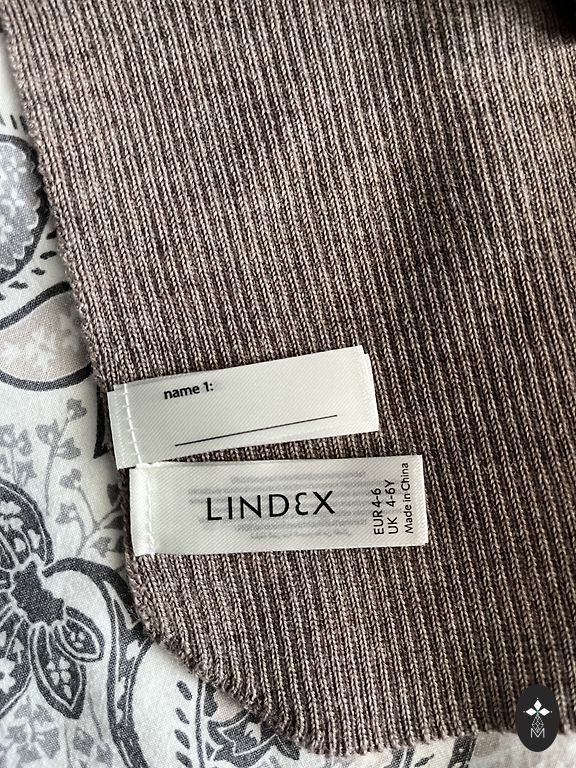 name 1:
LINDEX
EUR 4-6
UK 4-6Y
Made in China